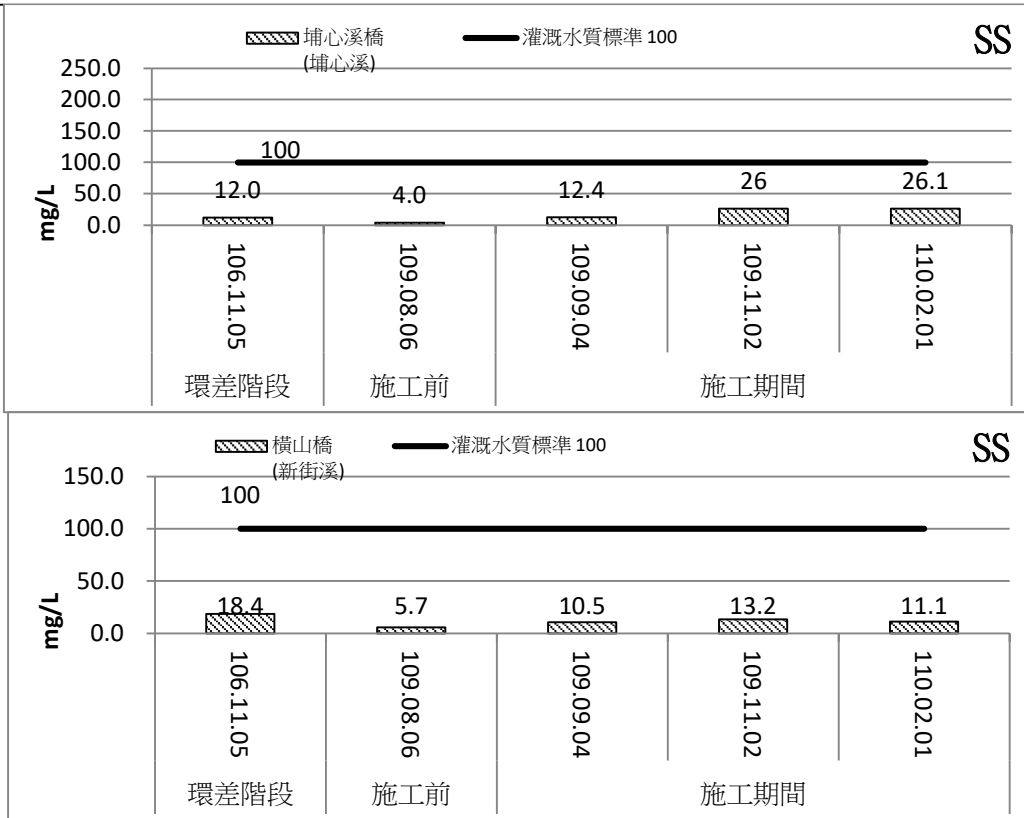 埔心溪橋
(埔心溪)
灌溉水質標準 100
SS
250.0
200.0
150.0
100.0
50.0
0.0
mg/L
100
12.0
4.0
12.4
26
26.1
106.11.05
109.08.06
109.09.04
109.11.02
110.02.01
環差階段
施工前
施工期間
橫山橋
(新街溪)
灌溉水質標準 100
SS
150.0
100.0
50.0
0.0
mg/L
100
18.4
5.7
10.5
13.2
11.1
106.11.05
109.08.06
109.09.04
109.11.02
110.02.01
環差階段
施工前
施工期間